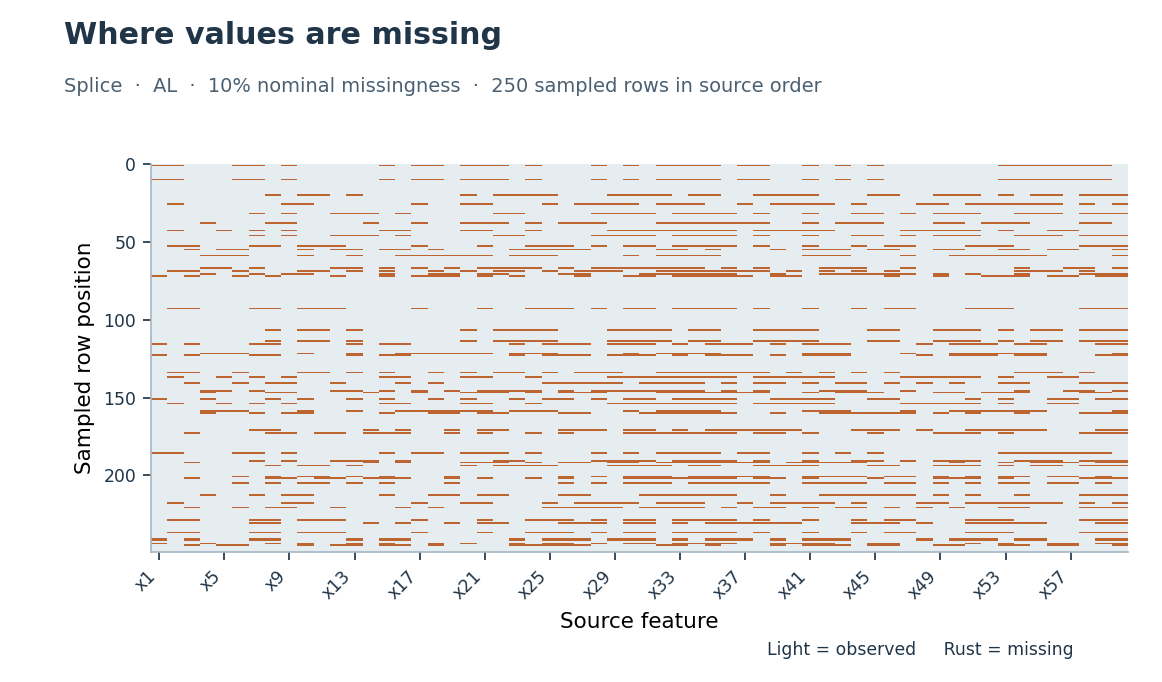 Where values are missing
Splice · AL · 10% nominal missingness · 250 sampled rows in source order
0
50
100
150
200
Sampled row position
x1 x5 x9 x13 x17 x21 x25 x29 x33 x37 x41 x45 x49 x53 x57
Source feature
Light = observed Rust = missing